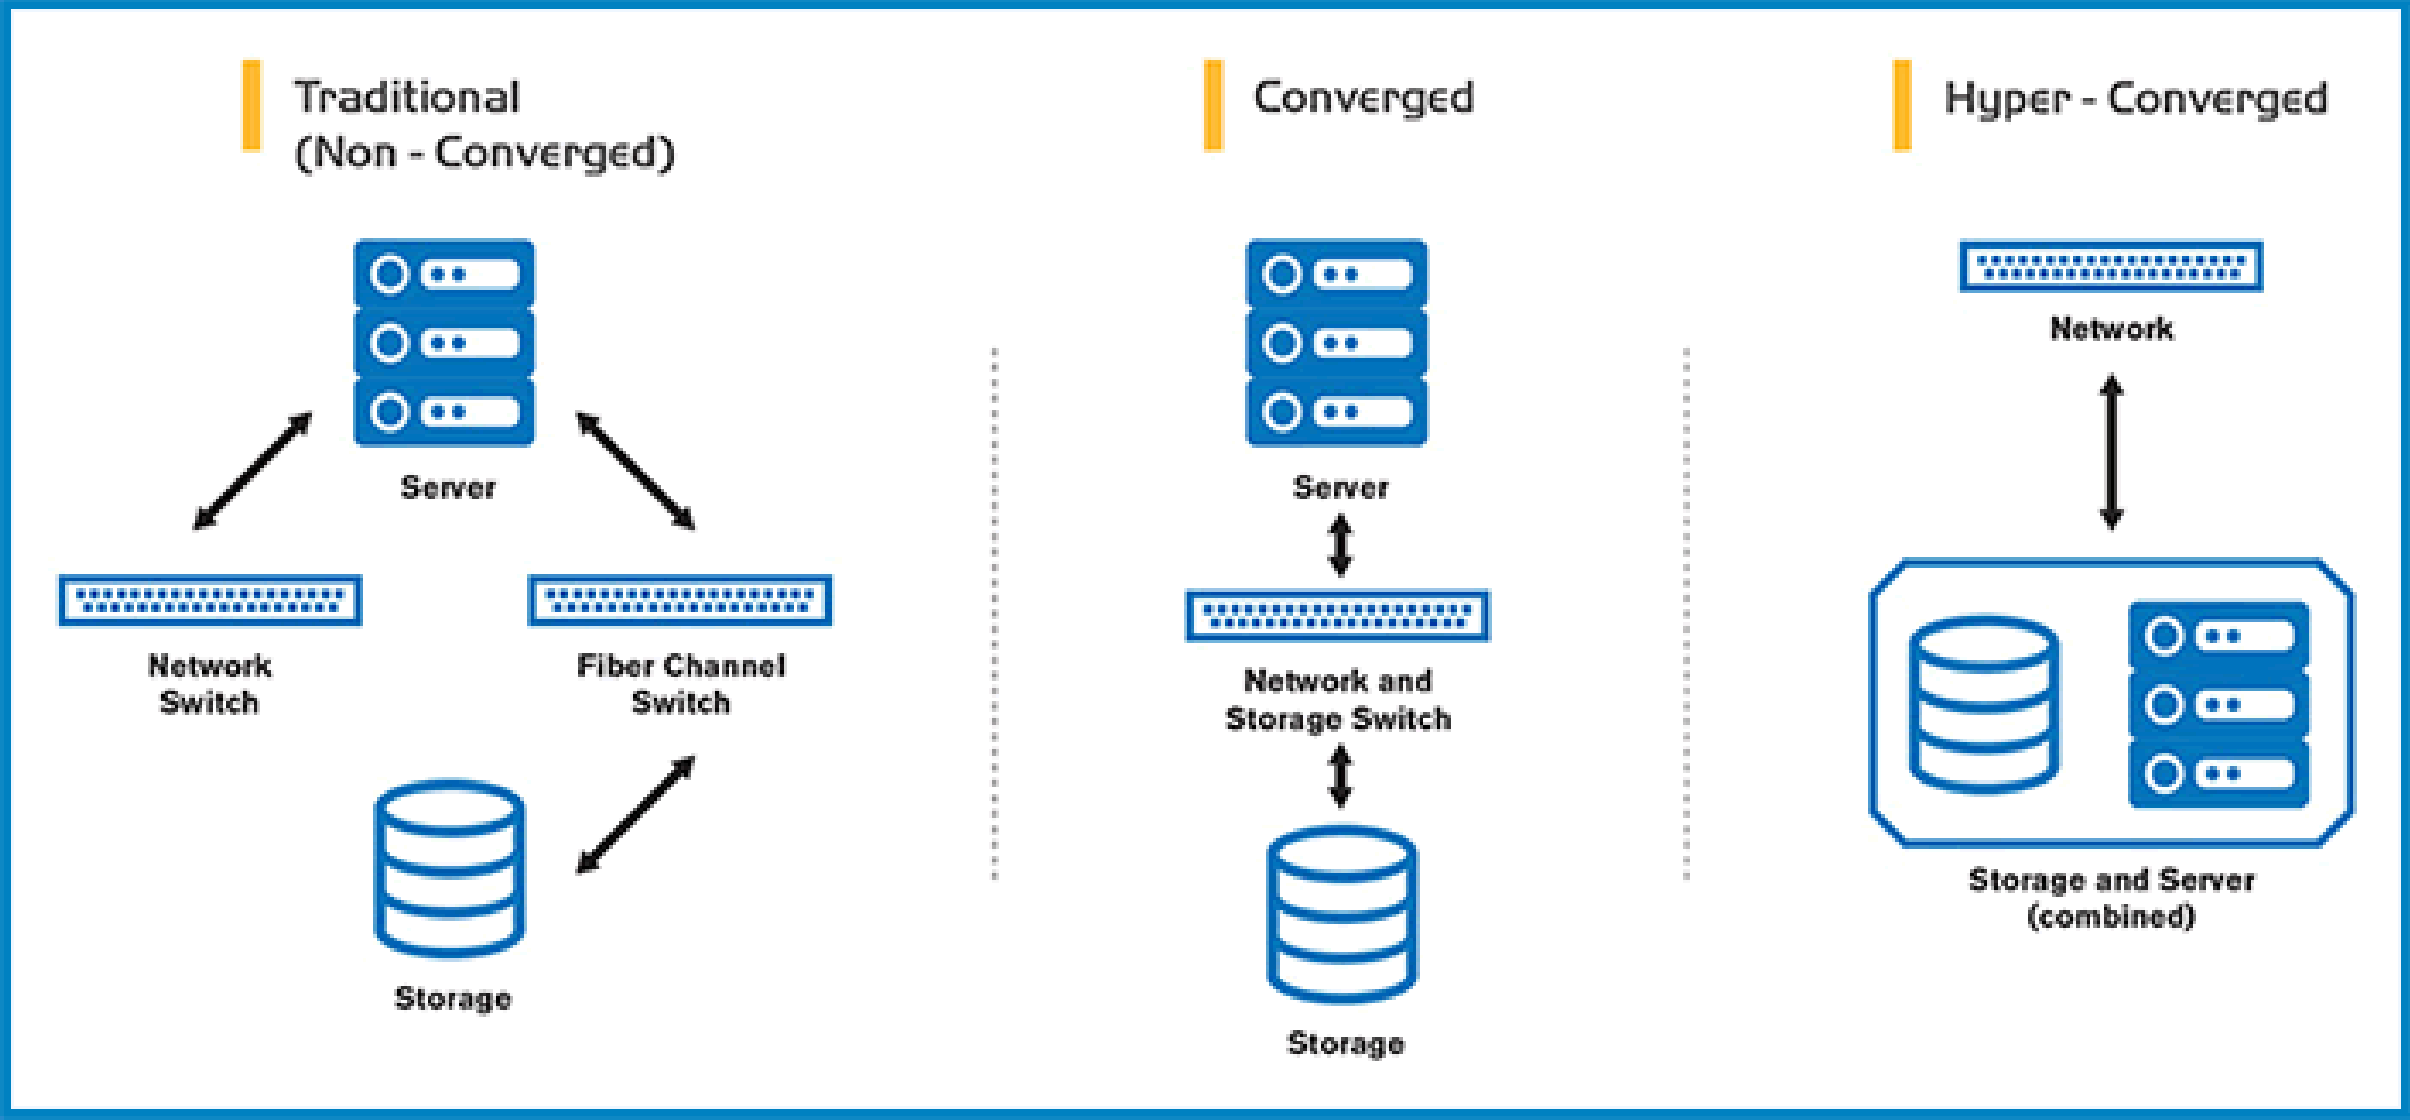 Traditional
(Non - Converged)
Server
Network
Switch
Fiber Channel
Switch
Storage
Converged
Server
Network and
Storage Switch
Storage
Hyper - Converged
Network
Storage and Server
(combined)